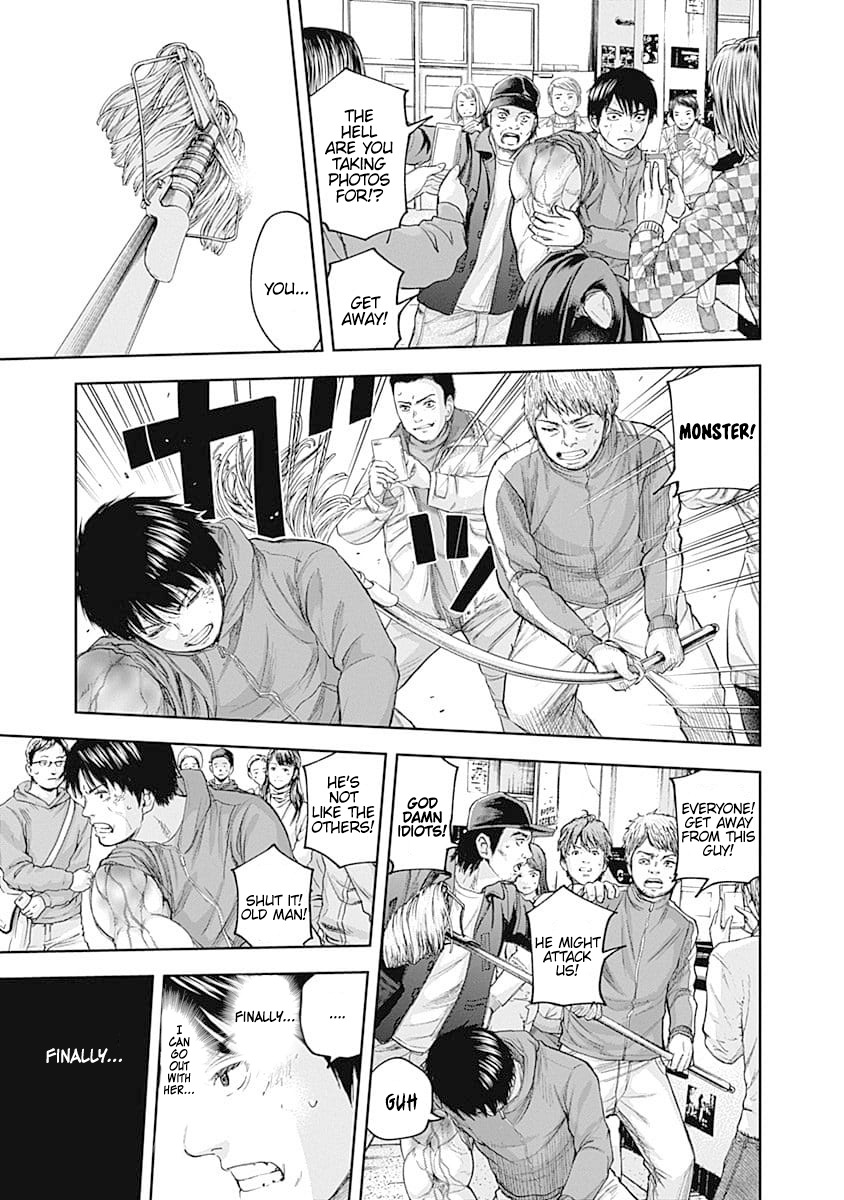 THE
HELL
ARE YOU
TAKING
PHOTOS
FOR!?
GET
AWAY!
YOU...
MONSTER!
ガッ
EVERYONE!
GET AWAY
FROM THIS
GUY!
GOD
DAMN
IDIOTS!
HE MIGHT
ATTACK
US!
GUH
HE'S
NOT
LIKE THE
OTHERS!
SHUT IT!
OLD MAN!
....
FINALLY...
I
CAN
GO
OUT
WITH
HER...
FINALLY...